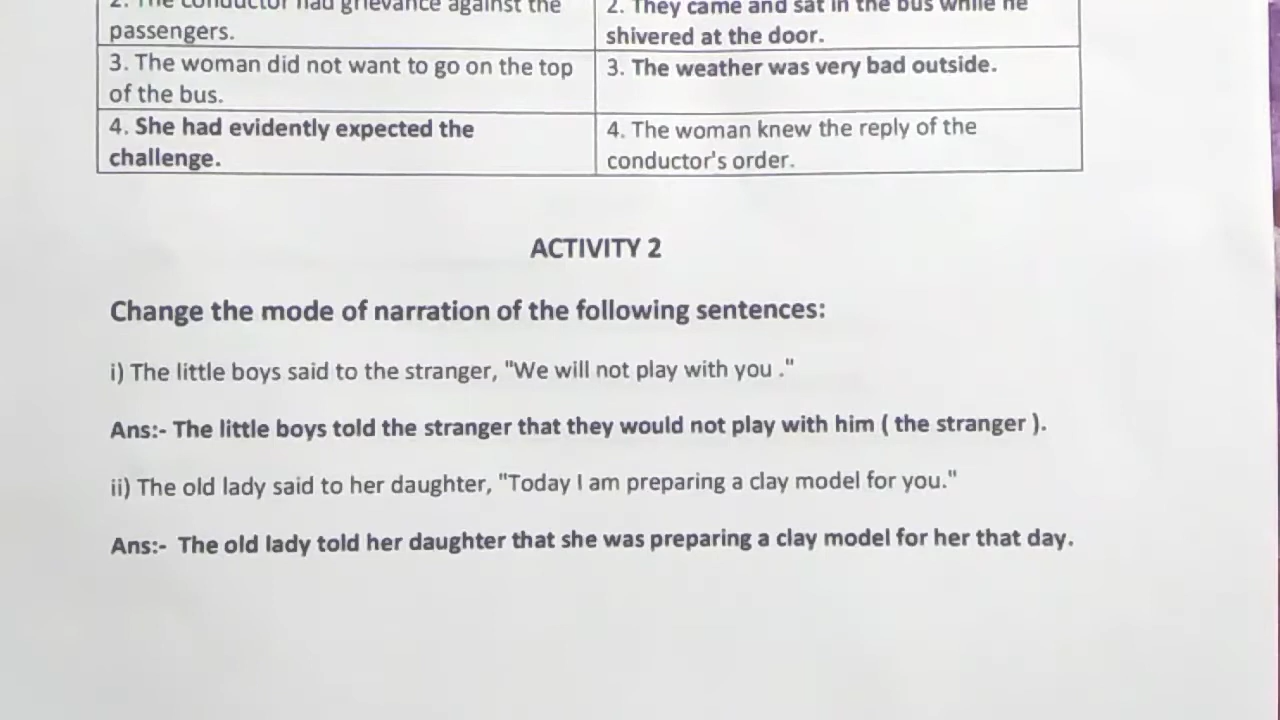 2. The conductor had grievance against the
passengers.
2. They came and sat in the bus while he
shivered at the door.
3. The woman did not want to go on the top
of the bus.
3. The weather was very bad outside.
4. She had evidently expected the
challenge.
4. The woman knew the reply of the
conductor's order.
ACTIVITY 2
Change the mode of narration of the following sentences:
i) The little boys said to the stranger, "We will not play with you ."
Ans:- The little boys told the stranger that they would not play with him ( the stranger ).
ii) The old lady said to her daughter, "Today I am preparing a clay model for you."
Ans:- The old lady told her daughter that she was preparing a clay model for her that day.